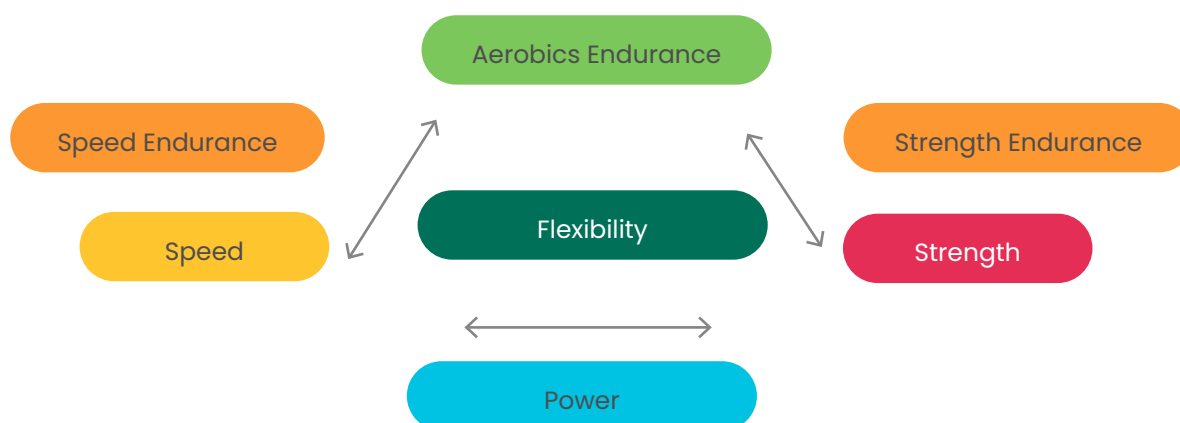 Aerobics Endurance
Speed Endurance
Strength Endurance
Flexibility
Speed
Strength
Power